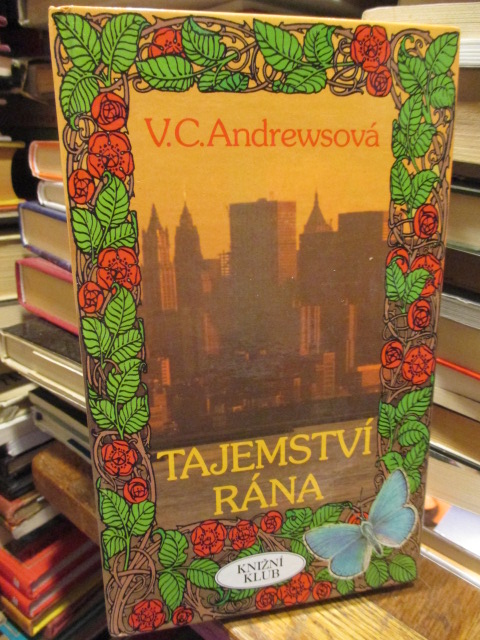 V.C.Andrewsová
TAJEMSTVÍ
RÁNA
KNIŽNÍ
KLUB